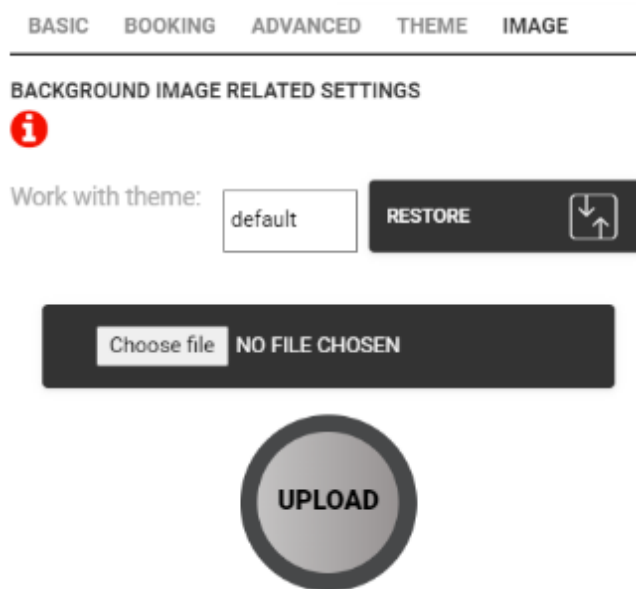 BASIC BOOKING ADVANCED THEME IMAGE
BACKGROUND IMAGE RELATED SETTINGS
Work with theme: default RESTORE
Choose file NO FILE CHOSEN
UPLOAD